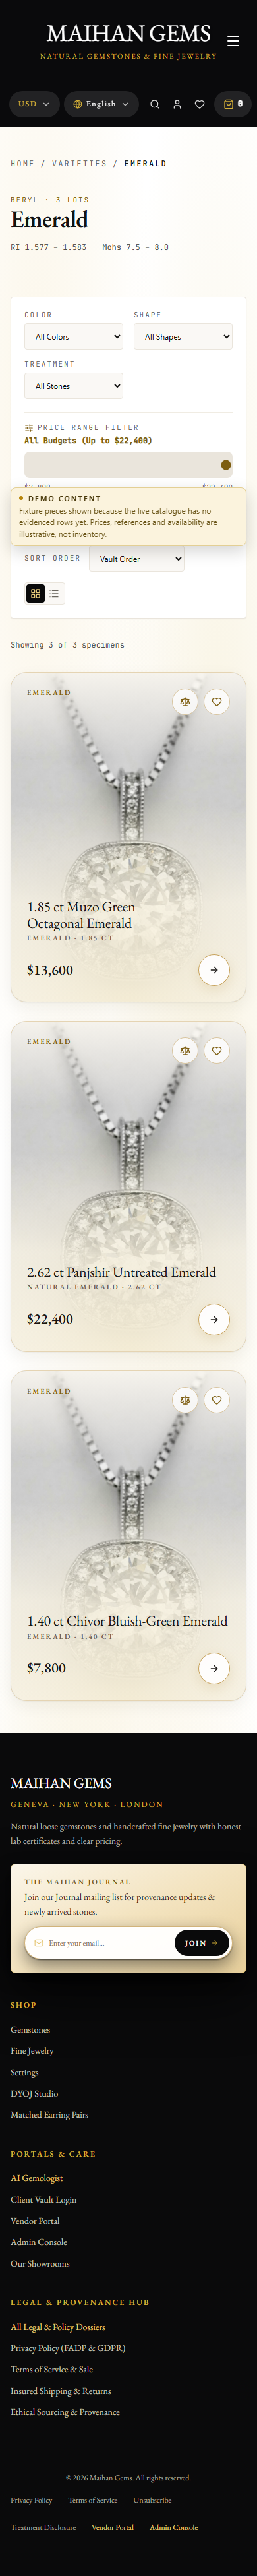 MAIHAN GEMS
NATURAL GEMSTONES & FINE JEWELRY
USD English 0
HOME / VARIETIES / EMERALD
BERYL · 3 LOTS
Emerald
RI 1.577 – 1.583 Mohs 7.5 – 8.0
COLOR SHAPE
All Colors All Shapes
TREATMENT
All Stones
PRICE RANGE FILTER
All Budgets (Up to $22,400)
DEMO CONTENT
Fixture pieces shown because the live catalogue has no
evidenced rows yet. Prices, references and availability are
illustrative, not inventory.
SORT ORDER Vault Order
Showing 3 of 3 specimens
EMERALD
1.85 ct Muzo Green
Octagonal Emerald
EMERALD · 1.85 CT
$13,600
EMERALD
2.62 ct Panjshir Untreated Emerald
NATURAL EMERALD · 2.62 CT
$22,400
EMERALD
1.40 ct Chivor Bluish-Green Emerald
EMERALD · 1.40 CT
$7,800
MAIHAN GEMS
GENEVA · NEW YORK · LONDON
Natural loose gemstones and handcrafted fine jewelry with honest
lab certificates and clear pricing.
THE MAIHAN JOURNAL
Join our Journal mailing list for provenance updates &
newly arrived stones.
Enter your email... JOIN
SHOP
Gemstones
Fine Jewelry
Settings
DYOJ Studio
Matched Earring Pairs
PORTALS & CARE
AI Gemologist
Client Vault Login
Vendor Portal
Admin Console
Our Showrooms
LEGAL & PROVENANCE HUB
All Legal & Policy Dossiers
Privacy Policy (FADP & GDPR)
Terms of Service & Sale
Insured Shipping & Returns
Ethical Sourcing & Provenance
© 2026 Maihan Gems. All rights reserved.
Privacy Policy Terms of Service Unsubscribe
Treatment Disclosure Vendor Portal Admin Console